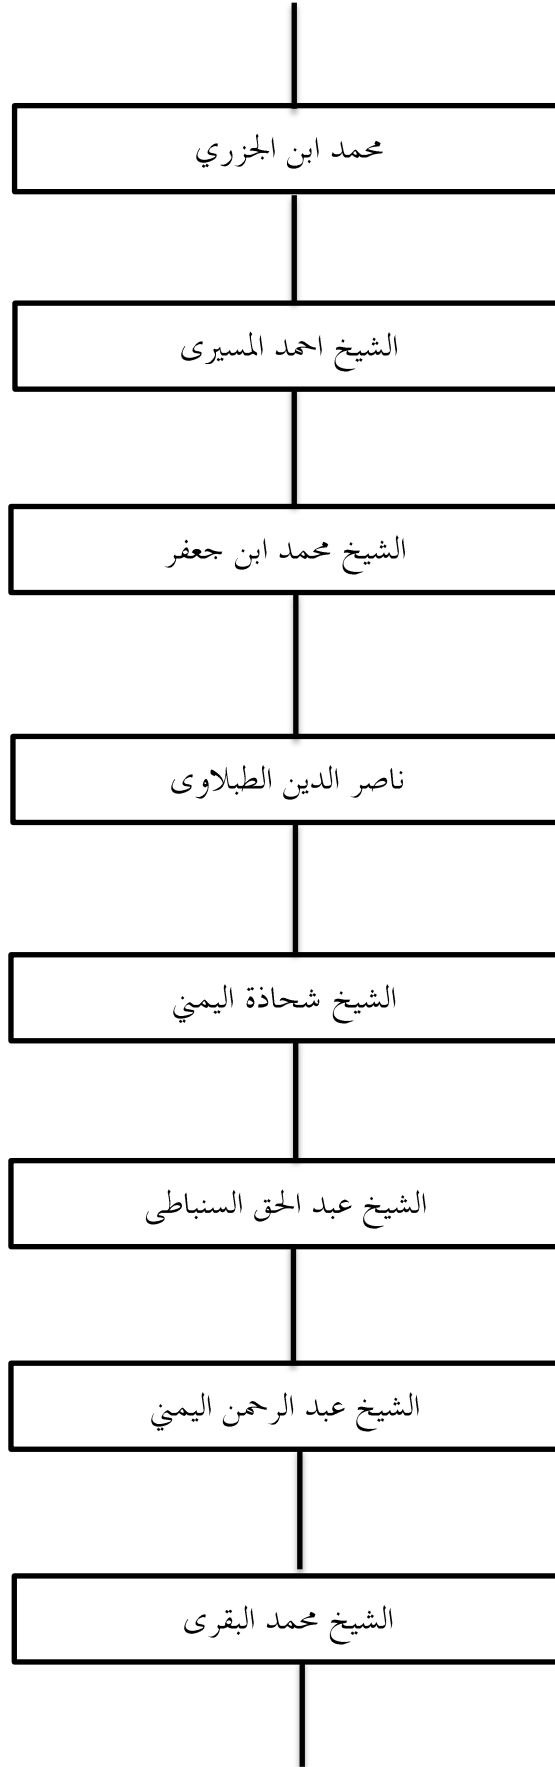 محمد ابن الجزري
الشيخ احمد المسيرى
الشيخ محمد ابن جعفر
ناصر الدين الطبلاوى
الشيخ شحاذة اليمني
الشيخ عبد الحق السنباطى
الشيخ عبد الرحمن اليمني
الشيخ محمد البقرى